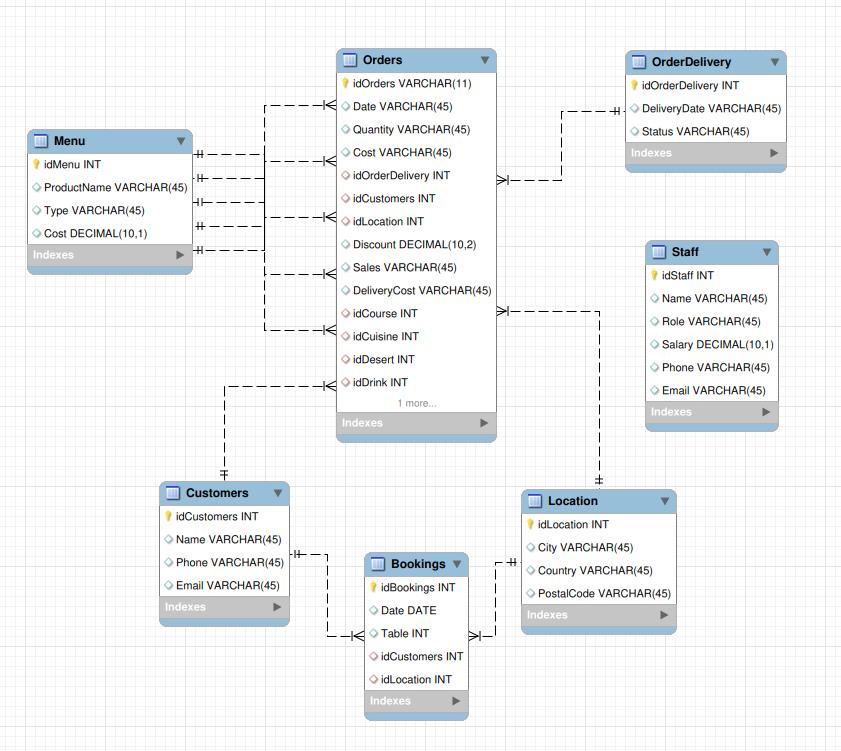 Orders
idOrders VARCHAR(11)
Date VARCHAR(45)
Quantity VARCHAR(45)
Cost VARCHAR(45)
idOrderDelivery INT
idCustomers INT
idLocation INT
Discount DECIMAL(10,2)
Sales VARCHAR(45)
DeliveryCost VARCHAR(45)
idCourse INT
idCuisine INT
idDesert INT
idDrink INT
1 more...
Indexes
OrderDelivery
idOrderDelivery INT
DeliveryDate VARCHAR(45)
Status VARCHAR(45)
Indexes
Menu
idMenu INT
ProductName VARCHAR(45)
Type VARCHAR(45)
Cost DECIMAL(10,1)
Indexes
Staff
idStaff INT
Name VARCHAR(45)
Role VARCHAR(45)
Salary DECIMAL(10,1)
Phone VARCHAR(45)
Email VARCHAR(45)
Indexes
Customers
idCustomers INT
Name VARCHAR(45)
Phone VARCHAR(45)
Email VARCHAR(45)
Indexes
Location
idLocation INT
City VARCHAR(45)
Country VARCHAR(45)
PostalCode VARCHAR(45)
Indexes
Bookings
idBookings INT
Date DATE
Table INT
idCustomers INT
idLocation INT
Indexes